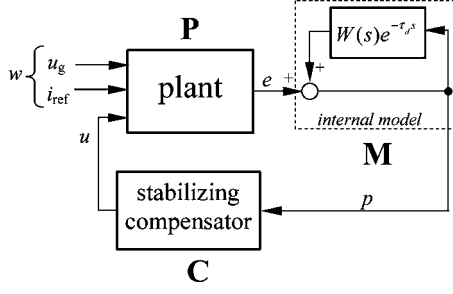 P
W(s)e^{-τ_d s}
w { u_g
i_ref
plant
e + +
u
internal model
M
stabilizing
compensator
p
C